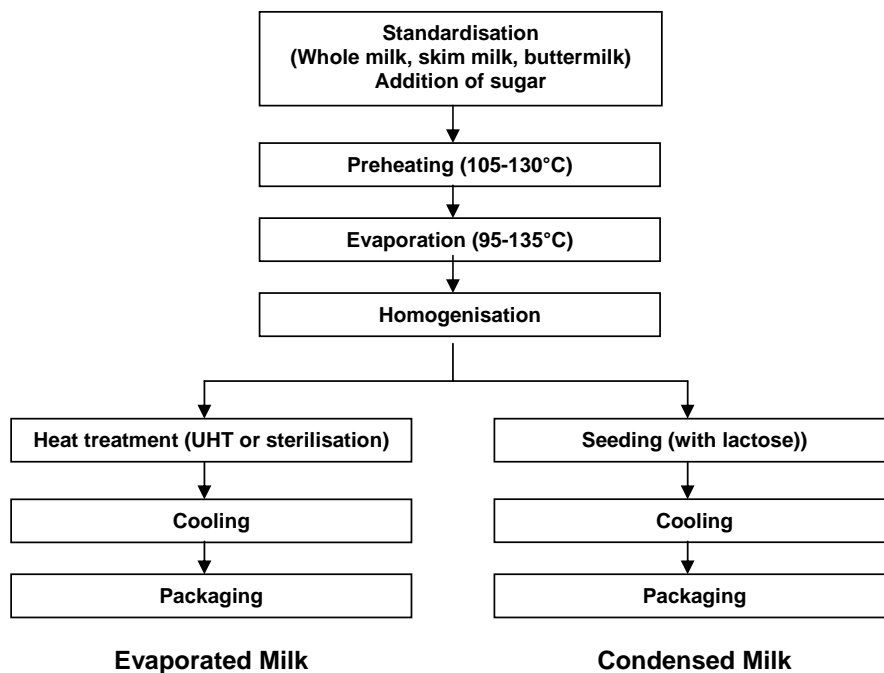 Standardisation
(Whole milk, skim milk, buttermilk)
Addition of sugar
Preheating (105-130°C)
Evaporation (95-135°C)
Homogenisation
Heat treatment (UHT or sterilisation)
Cooling
Packaging
Evaporated Milk
Seeding (with lactose))
Cooling
Packaging
Condensed Milk